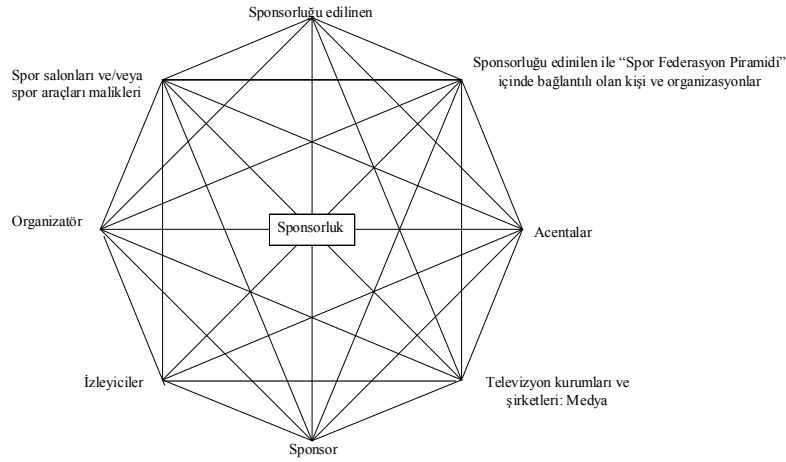 Sponsorluğu edilinen
Spor salonları ve/veya
spor araçları malikleri
Sponsorluğu edinilen ile “Spor Federasyon Piramidi”
içinde bağlantılı olan kişi ve organizasyonlar
Organizatör
Sponsorluk
Acentalar
İzleyiciler
Televizyon kurumları ve
şirketleri: Medya
Sponsor